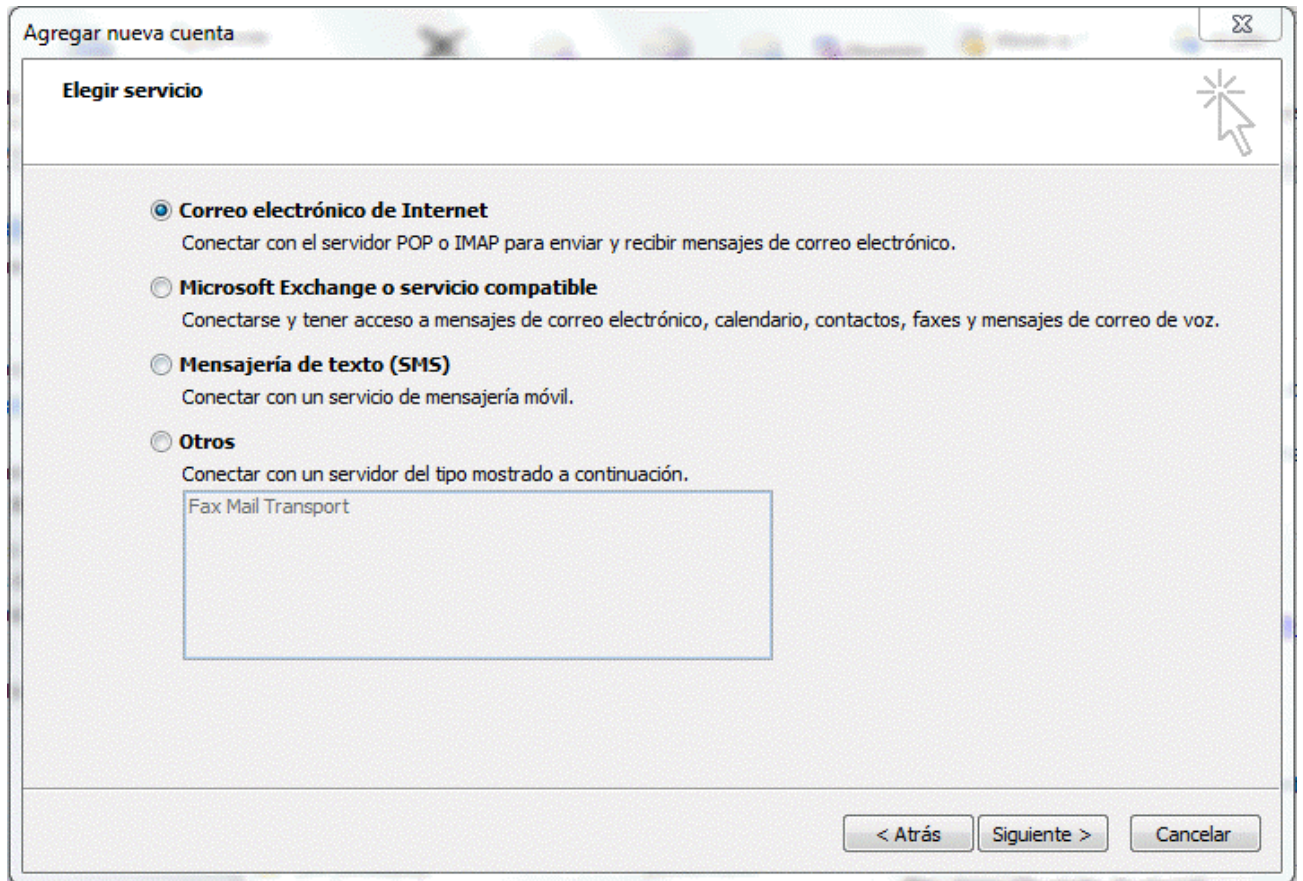 Agregar nueva cuenta
Elegir servicio
Correo electrónico de Internet
Conectar con el servidor POP o IMAP para enviar y recibir mensajes de correo electrónico.
Microsoft Exchange o servicio compatible
Conectarse y tener acceso a mensajes de correo electrónico, calendario, contactos, faxes y mensajes de correo de voz.
Mensajería de texto (SMS)
Conectar con un servicio de mensajería móvil.
Otros
Conectar con un servidor del tipo mostrado a continuación.
Fax Mail Transport
< Atrás Siguiente > Cancelar